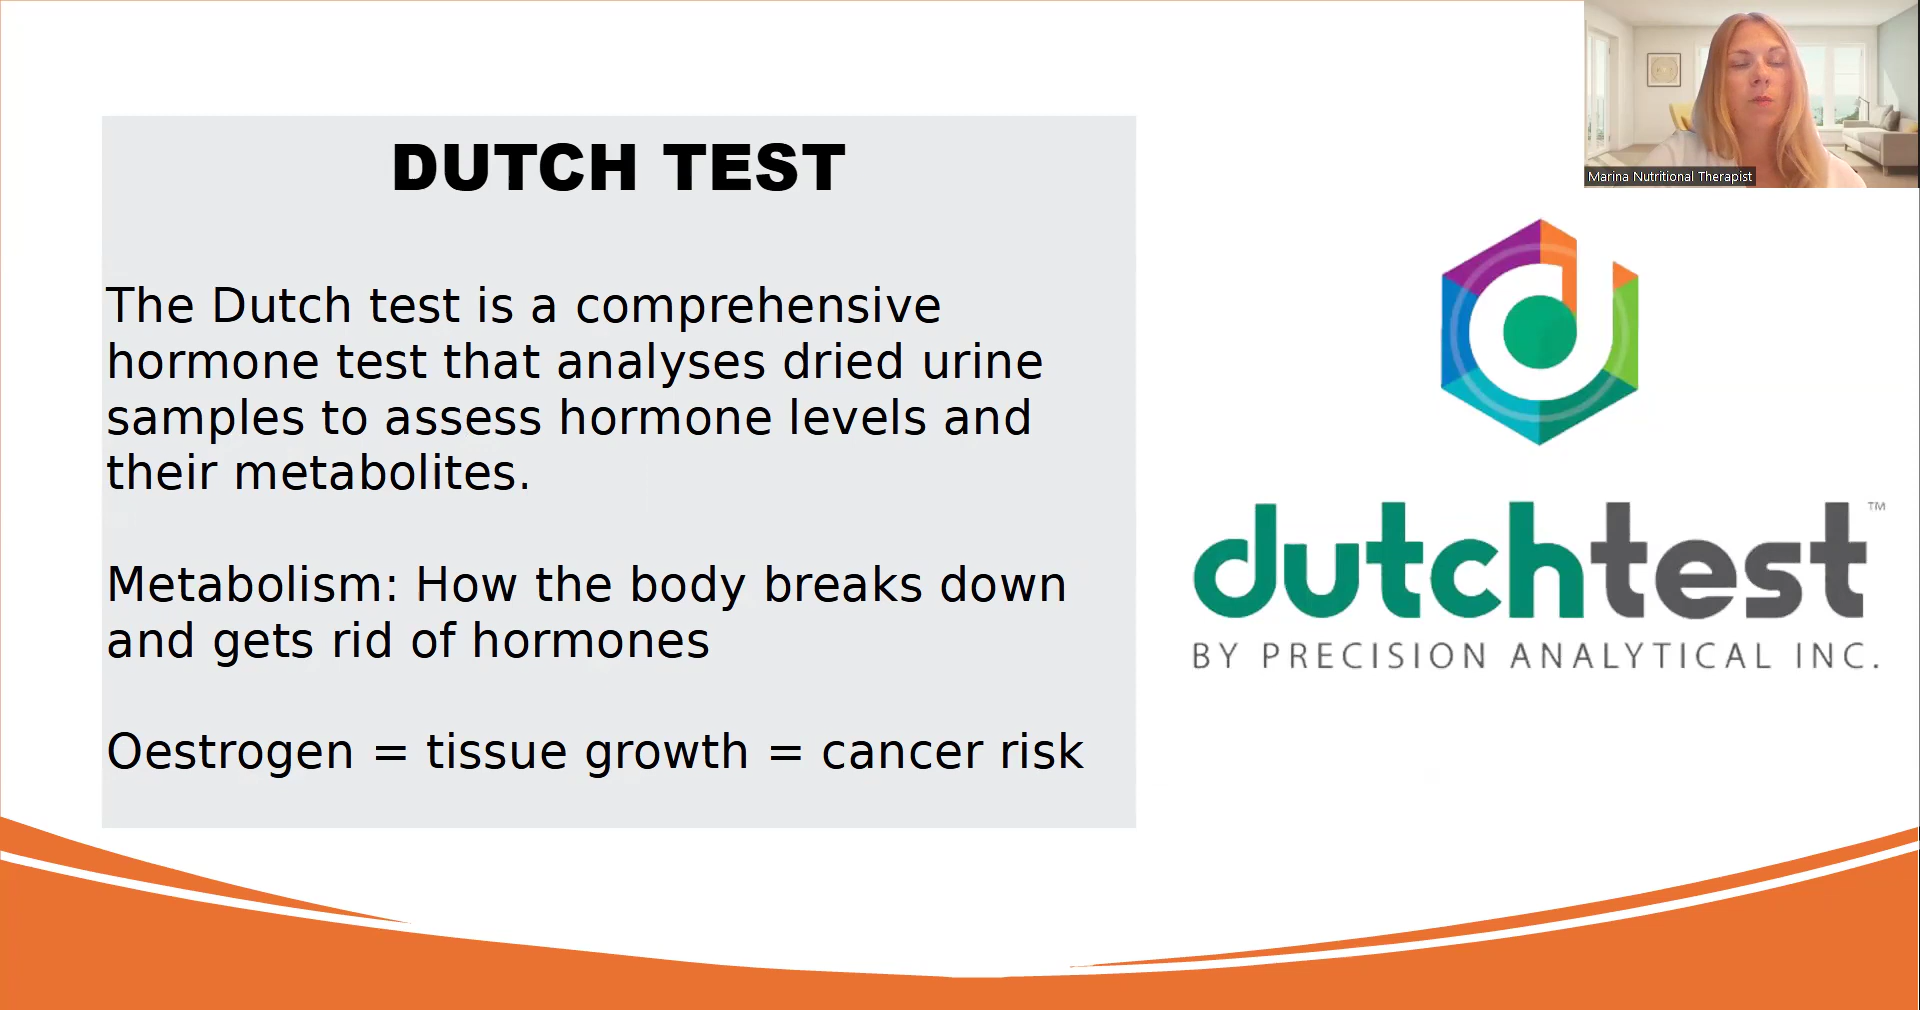 DUTCH TEST
The Dutch test is a comprehensive
hormone test that analyses dried urine
samples to assess hormone levels and
their metabolites.
Metabolism: How the body breaks down
and gets rid of hormones
Oestrogen = tissue growth = cancer risk
Marina Nutritional Therapist
dutchtest™
BY PRECISION ANALYTICAL INC.